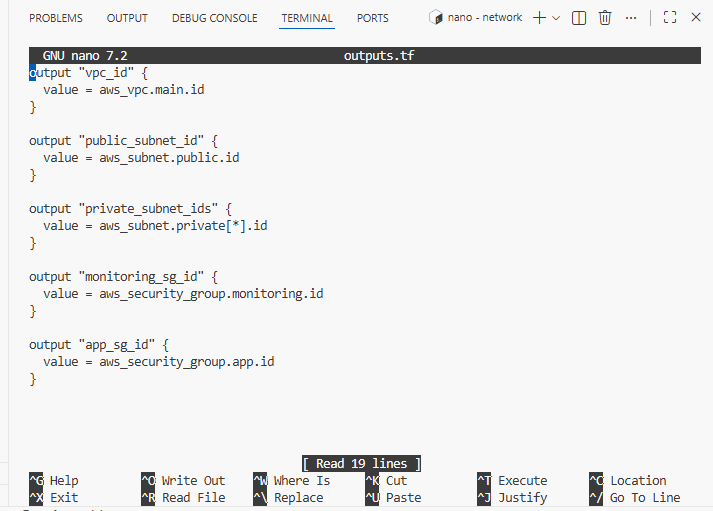 PROBLEMS OUTPUT DEBUG CONSOLE TERMINAL PORTS nano - network
GNU nano 7.2 outputs.tf
output "vpc_id" {
  value = aws_vpc.main.id
}
output "public_subnet_id" {
  value = aws_subnet.public.id
}
output "private_subnet_ids" {
  value = aws_subnet.private[*].id
}
output "monitoring_sg_id" {
  value = aws_security_group.monitoring.id
}
output "app_sg_id" {
  value = aws_security_group.app.id
}
[ Read 19 lines ]
^G Help ^O Write Out ^W Where Is ^K Cut ^T Execute ^C Location
^X Exit ^R Read File ^\ Replace ^U Paste ^J Justify ^/ Go To Line